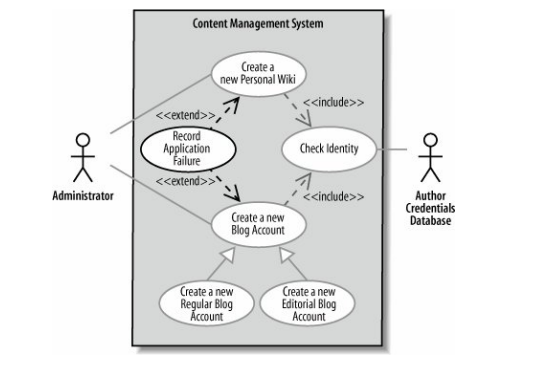 Content Management System
Create a
new Personal Wiki
<<extend>>
<<include>>
Record
Application
Failure
Check Identity
Administrator
Author
Credentials
Database
<<extend>>
<<include>>
Create a new
Blog Account
Create a new
Regular Blog
Account
Create a new
Editorial Blog
Account